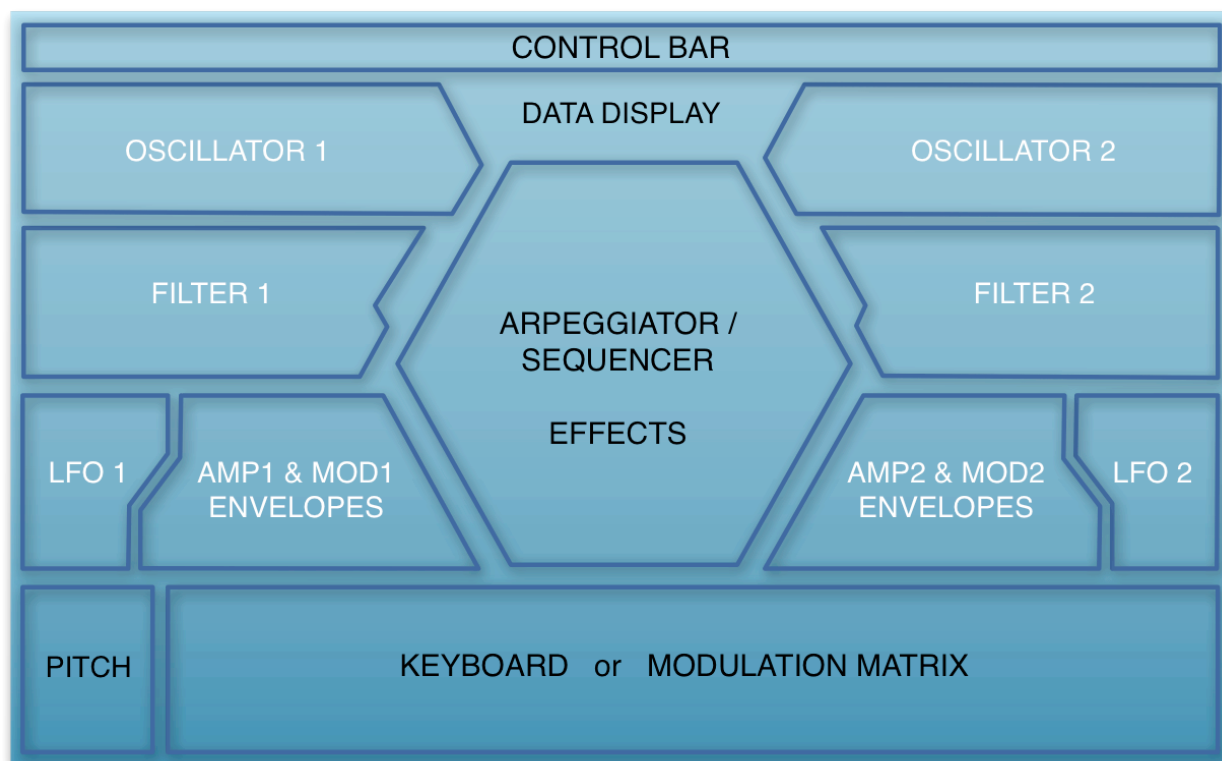 CONTROL BAR
DATA DISPLAY
OSCILLATOR 1
OSCILLATOR 2
FILTER 1
FILTER 2
ARPEGGIATOR /
SEQUENCER
EFFECTS
LFO 1
AMP1 & MOD1
ENVELOPES
AMP2 & MOD2
ENVELOPES
LFO 2
PITCH
KEYBOARD or MODULATION MATRIX